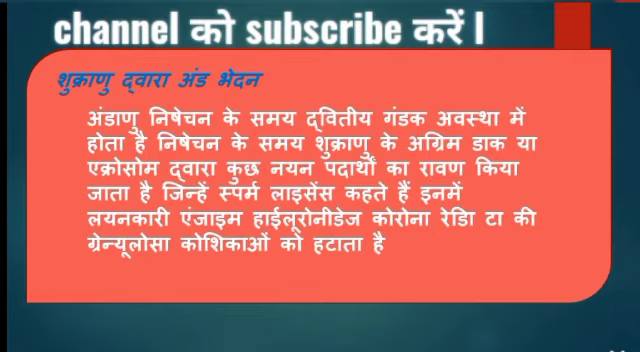 channel को subscribe करें l
शुक्राणु द्वारा अंड भेदन
अंडाणु निषेचन के समय द्वितीय गंडक अवस्था में
होता है निषेचन के समय शुक्राणु के अग्रिम डाक या
एक्रोसोम द्वारा कुछ नयन पदार्थों का रावण किया
जाता है जिन्हें स्पर्म लाइसेंस कहते हैं इनमें
लयनकारी एंजाइम हाईलूरोनीडेज कोरोना रेडिा टा की
ग्रेन्यूलोसा कोशिकाओं को हटाता है